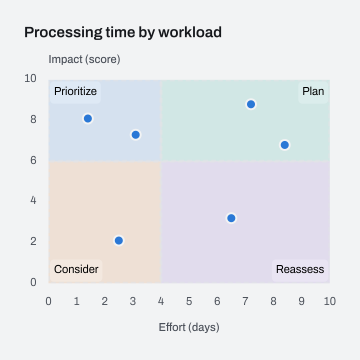 Processing time by workload
Impact (score)
10
Prioritize
Plan
8
6
4
2
Consider
Reassess
0
0 1 2 3 4 5 6 7 8 9 10
Effort (days)